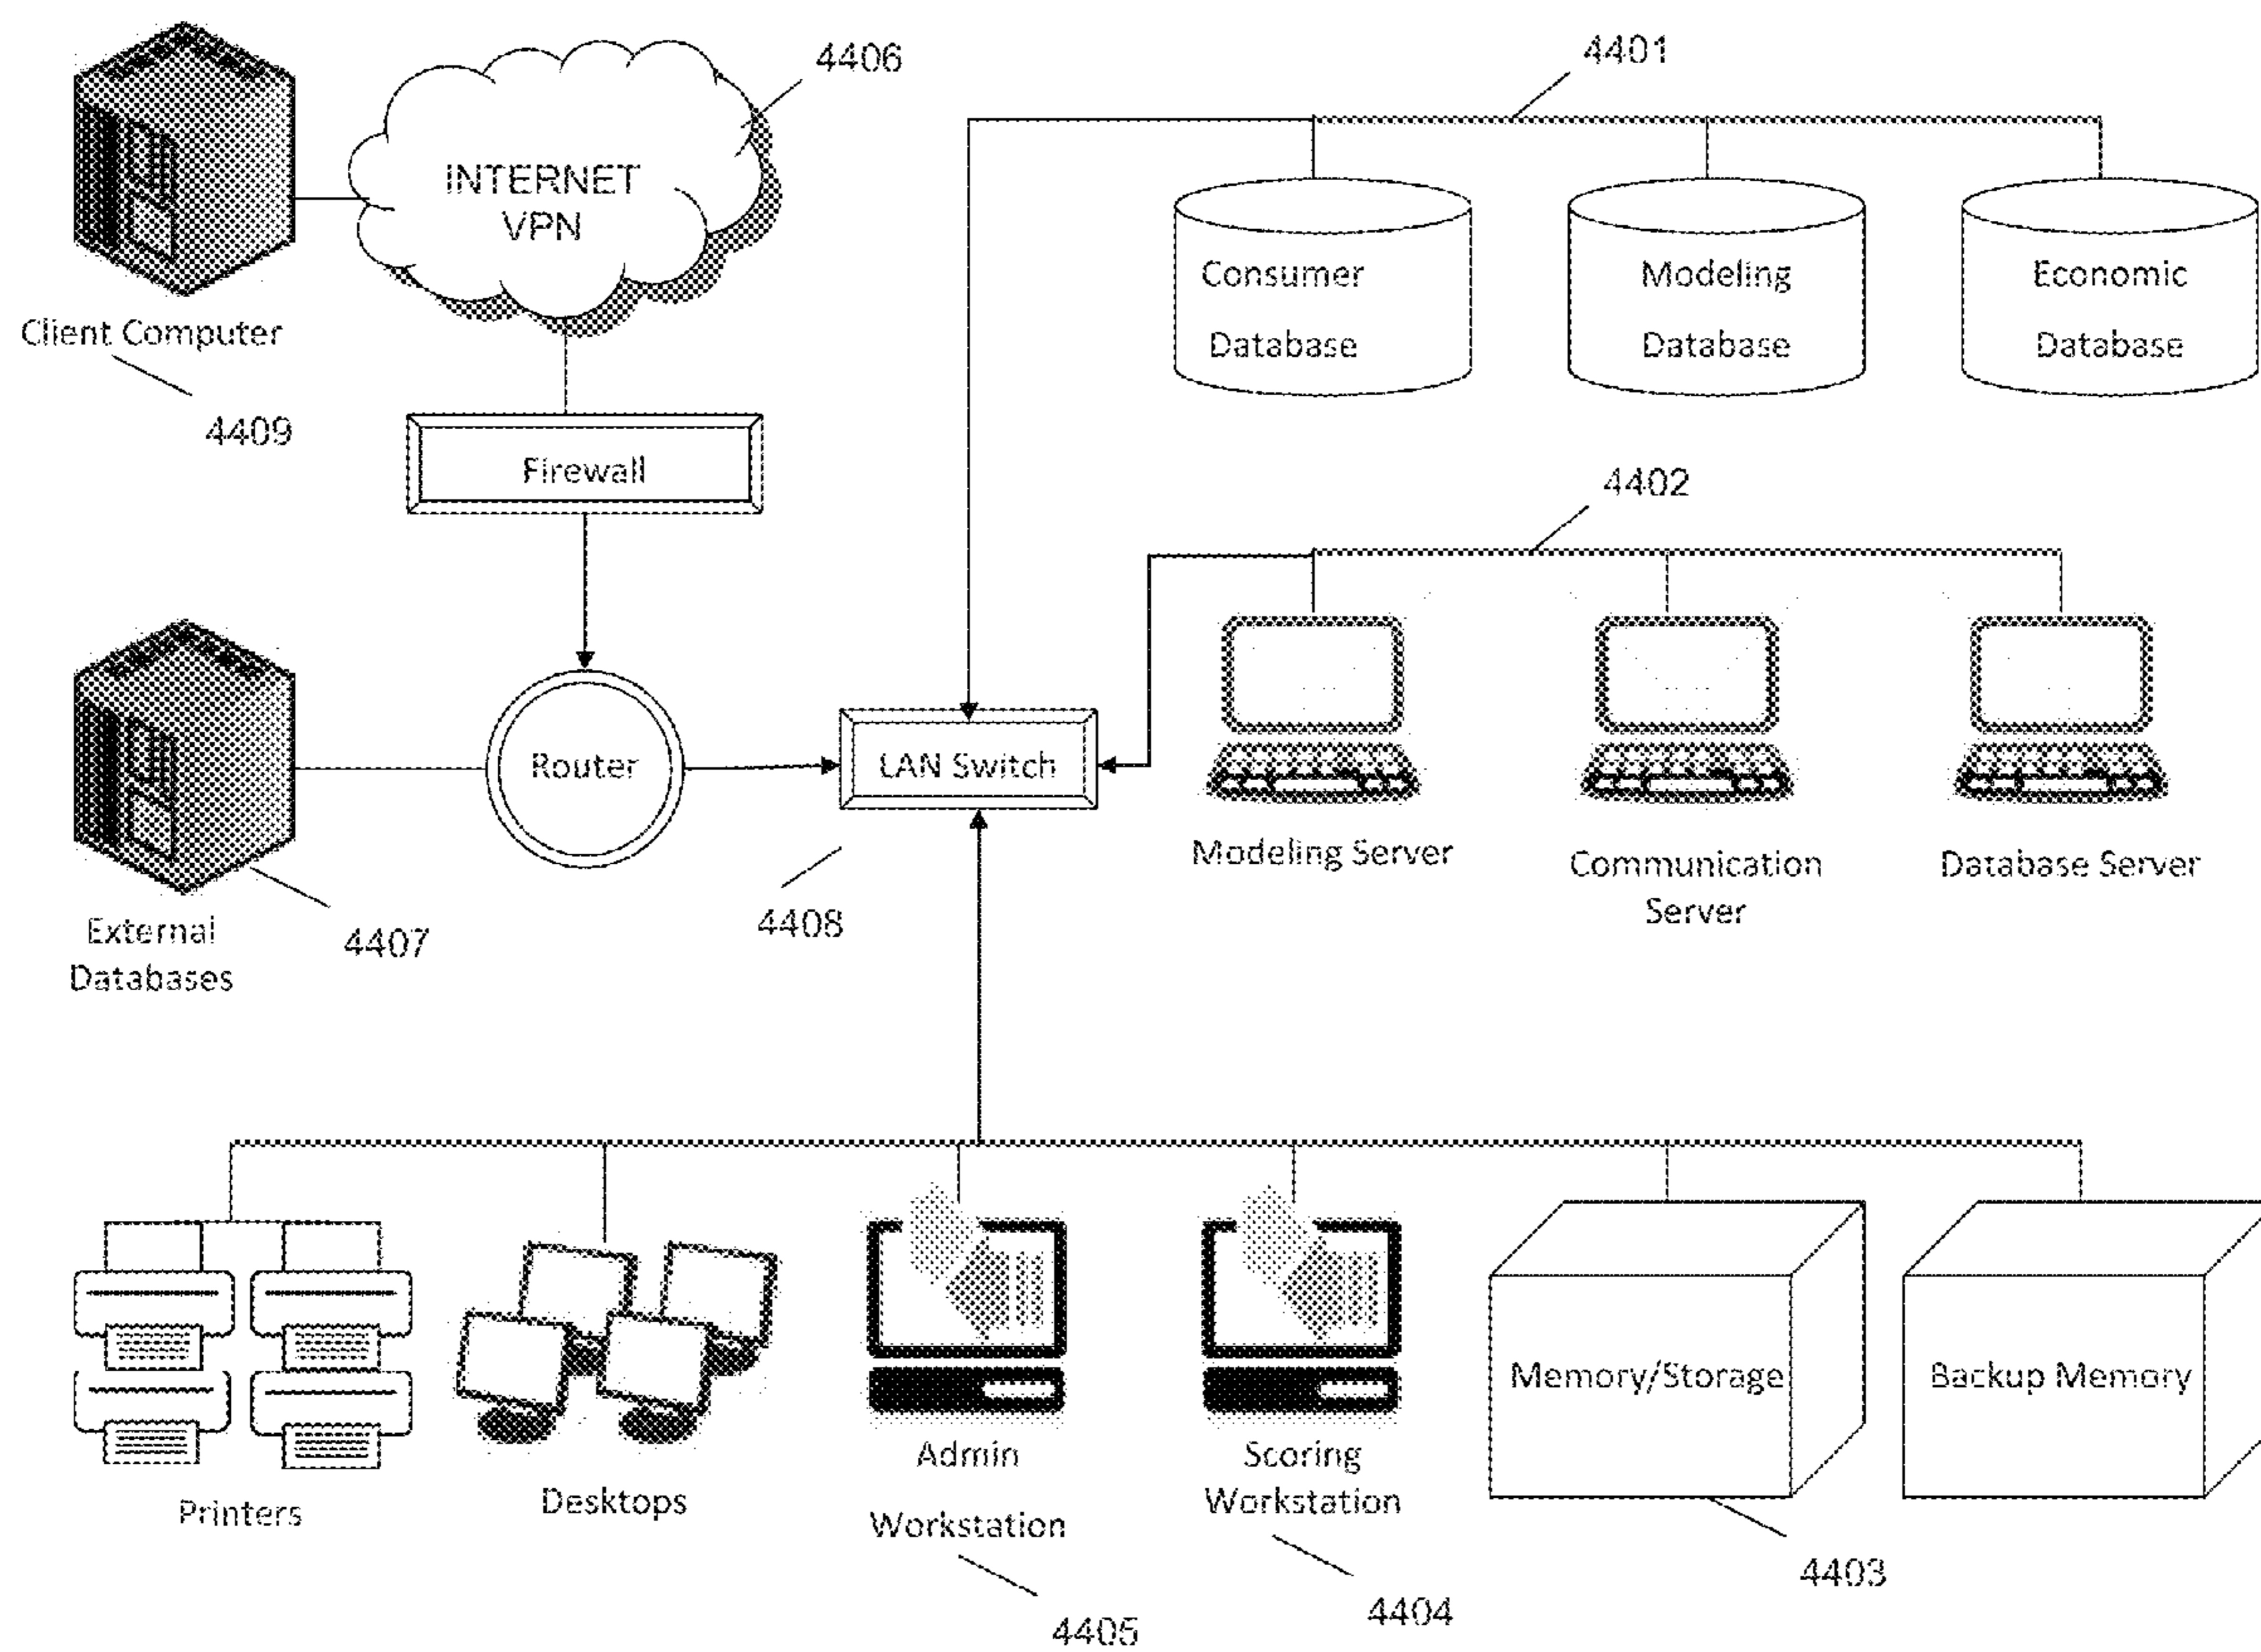 4406
4401
INTERNET
VPN
Consumer
Database
Modeling
Database
Economic
Database
Client Computer
4409
Firewall
4402
Router
LAN Switch
Modeling Server
Communication
Server
Database Server
4408
External
Databases
4407
Printers
Desktops
Admin
Workstation
4405
Scoring
Workstation
4404
Memory/Storage
4403
Backup Memory